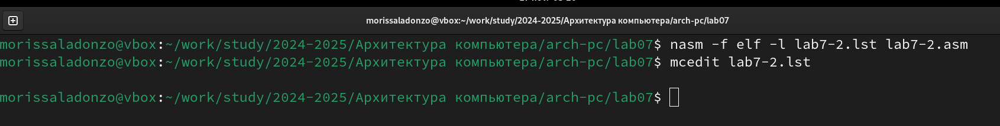 morissaladonzo@vbox:~/work/study/2024-2025/Архитектура компьютера/arch-pc/lab07
morissaladonzo@vbox:~/work/study/2024-2025/Архитектура компьютера/arch-pc/lab07$ nasm -f elf -l lab7-2.lst lab7-2.asm
morissaladonzo@vbox:~/work/study/2024-2025/Архитектура компьютера/arch-pc/lab07$ mcedit lab7-2.lst
morissaladonzo@vbox:~/work/study/2024-2025/Архитектура компьютера/arch-pc/lab07$